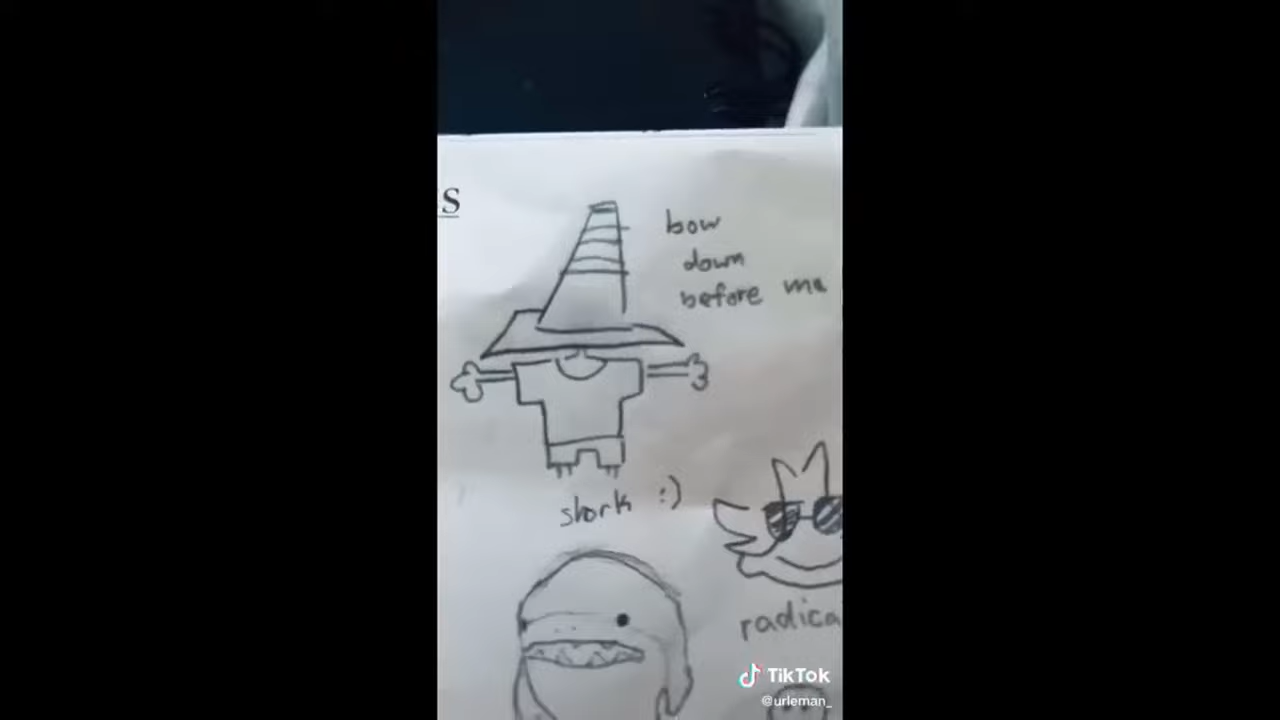 s
bow
down
before me
shork :)
radica
TikTok
@urleman_